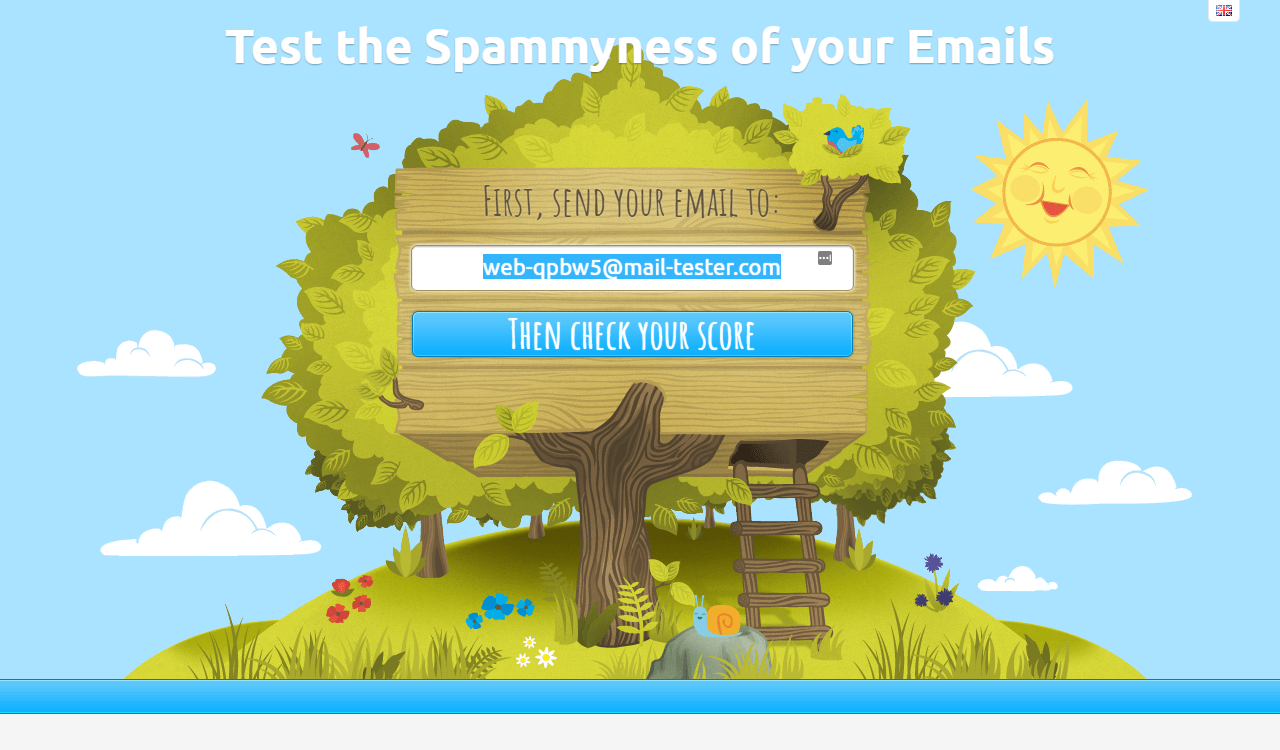 Test the Spammyness of your Emails
First, send your email to:
web-qpbw5@mail-tester.com
Then check your score